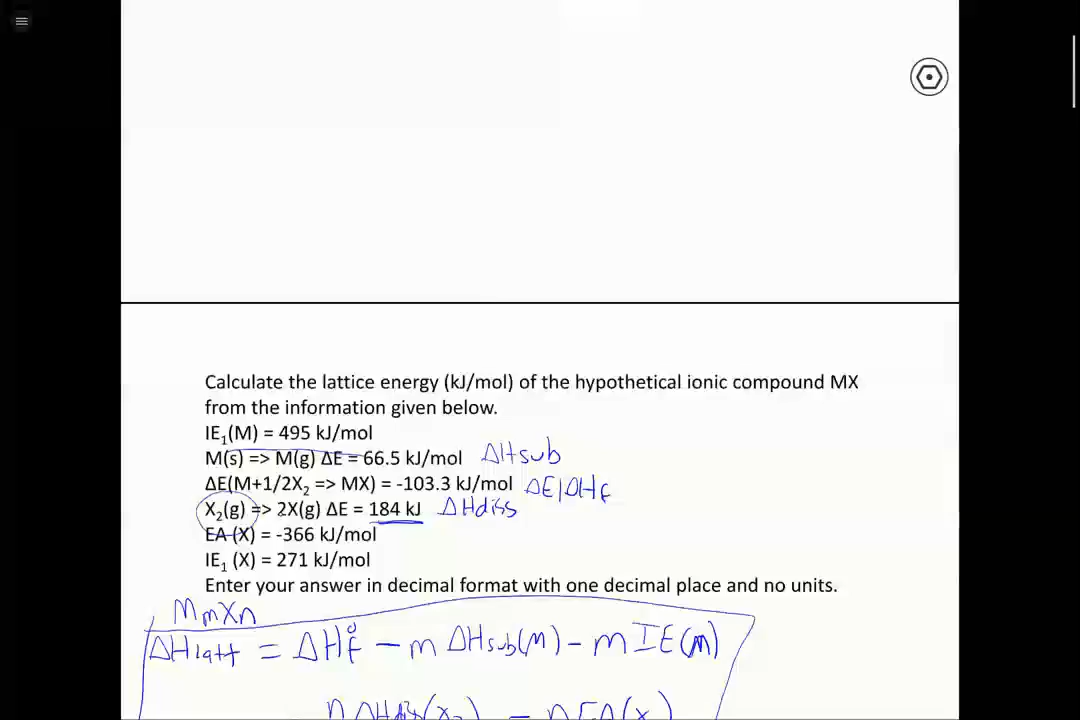 Calculate the lattice energy (kJ/mol) of the hypothetical ionic compound MX
from the information given below.
IE₁(M) = 495 kJ/mol
M(s) => M(g) ΔE = 66.5 kJ/mol ΔHsub
ΔE(M+1/2X₂ => MX) = -103.3 kJ/mol ΔE/ΔHf
X₂(g) => 2X(g) ΔE = 184 kJ ΔHdiss
EA (X) = -366 kJ/mol
IE₁ (X) = 271 kJ/mol
Enter your answer in decimal format with one decimal place and no units.
MmXn
ΔHlatt = ΔH°f - m ΔHsub(M) - m IE(M)
n ΔHdiss(X₂) - n EA(X)